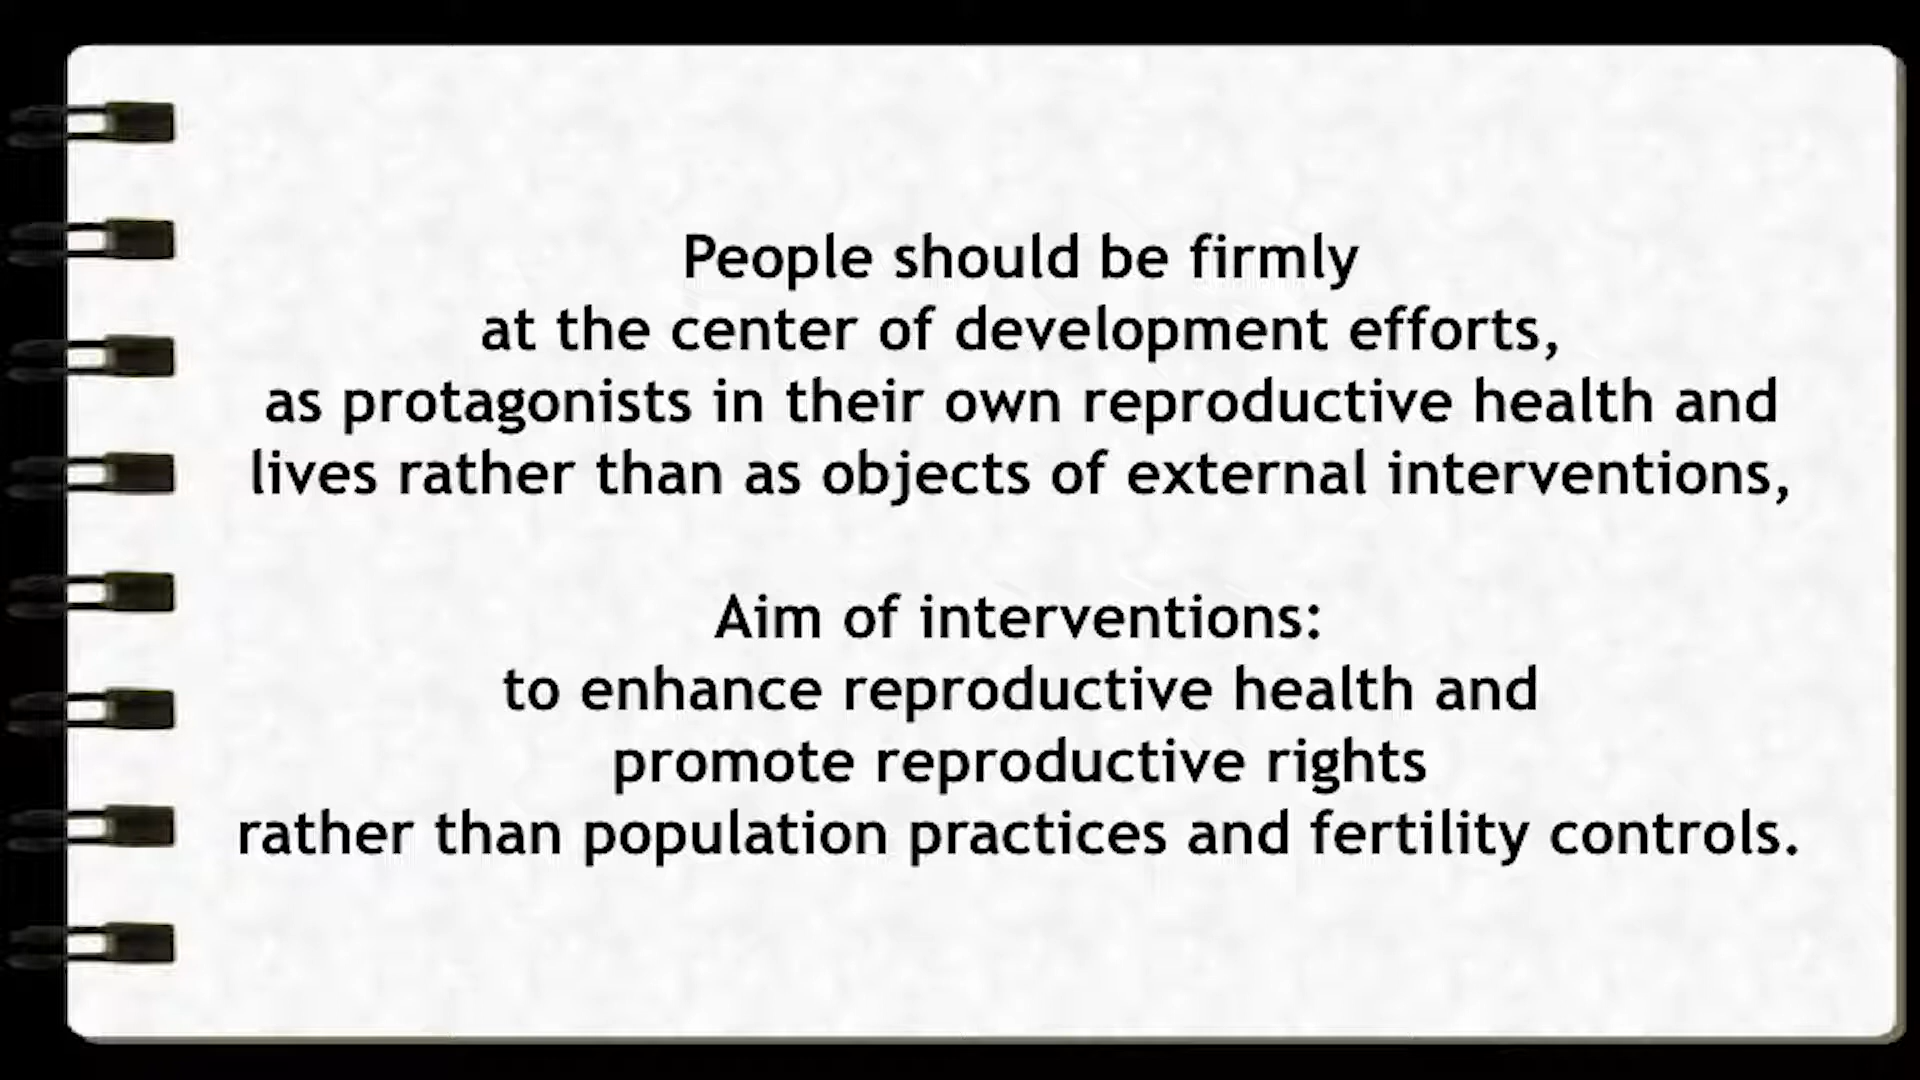 People should be firmly
at the center of development efforts,
as protagonists in their own reproductive health and
lives rather than as objects of external interventions,
Aim of interventions:
to enhance reproductive health and
promote reproductive rights
rather than population practices and fertility controls.